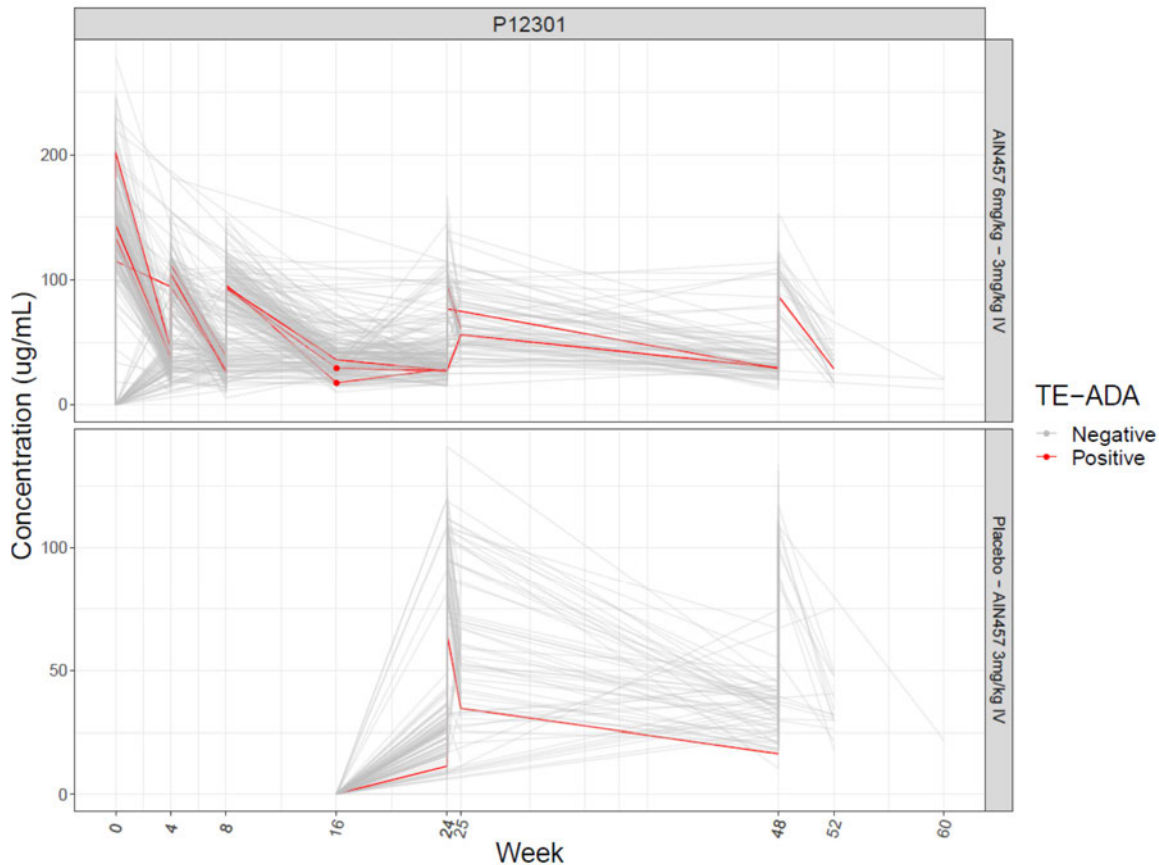 P12301
200
100
0
AIN457 6mg/kg − 3mg/kg IV
Concentration (ug/mL)
100
50
0
Placebo − AIN457 3mg/kg IV
TE−ADA
Negative
Positive
0 4 8 16 24 25 48 52 60
Week